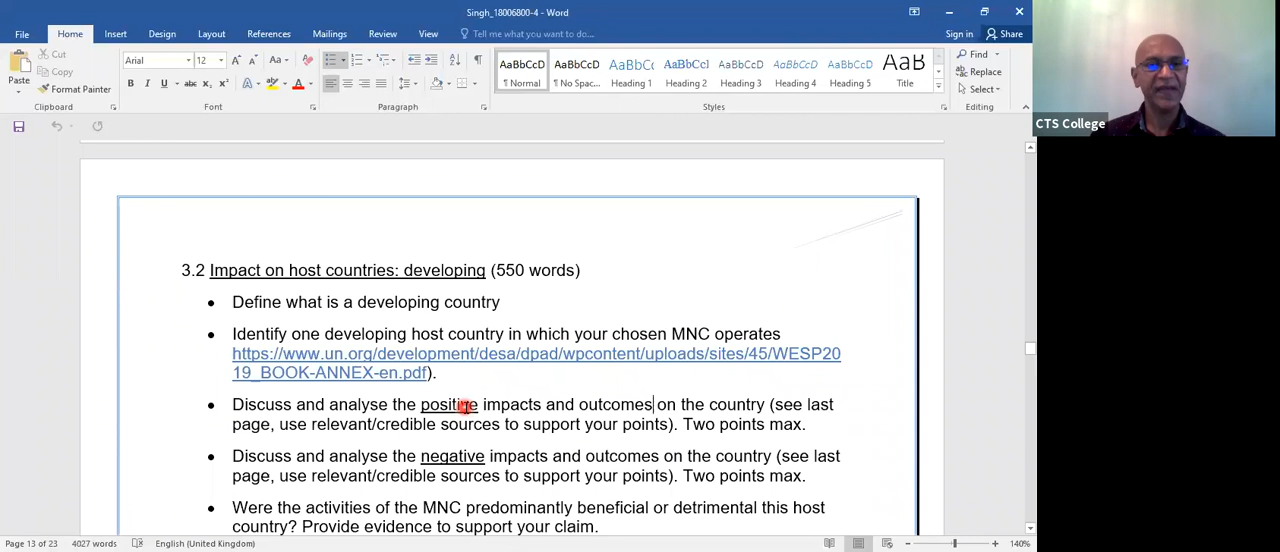 Singh_18006800-4 - Word
File Home Insert Draw Design Layout References Mailings Review View Tell me what you want to do... Sign in Share
Paste
Cut
Copy
Format Painter
Clipboard
Arial 12
Aa
B I U abc
Font
Paragraph
AaBbCcD AaBbCcD AaBbC AaBbCcl AaBbCcD AaBbCcD AaBbCcD AaB
¶ Normal ¶ No Spac... Heading 1 Heading 2 Heading 3 Heading 4 Heading 5 Title
Styles
Find
Replace
Select
Editing
CTS College
3.2 Impact on host countries: developing (550 words)
• Define what is a developing country
• Identify one developing host country in which your chosen MNC operates
https://www.un.org/development/desa/dpad/wpcontent/uploads/sites/45/WESP20
19_BOOK-ANNEX-en.pdf).
• Discuss and analyse the positive impacts and outcomes on the country (see last
page, use relevant/credible sources to support your points). Two points max.
• Discuss and analyse the negative impacts and outcomes on the country (see last
page, use relevant/credible sources to support your points). Two points max.
• Were the activities of the MNC predominantly beneficial or detrimental this host
country? Provide evidence to support your claim.
Page 13 of 23 4027 words English (United Kingdom) 140%